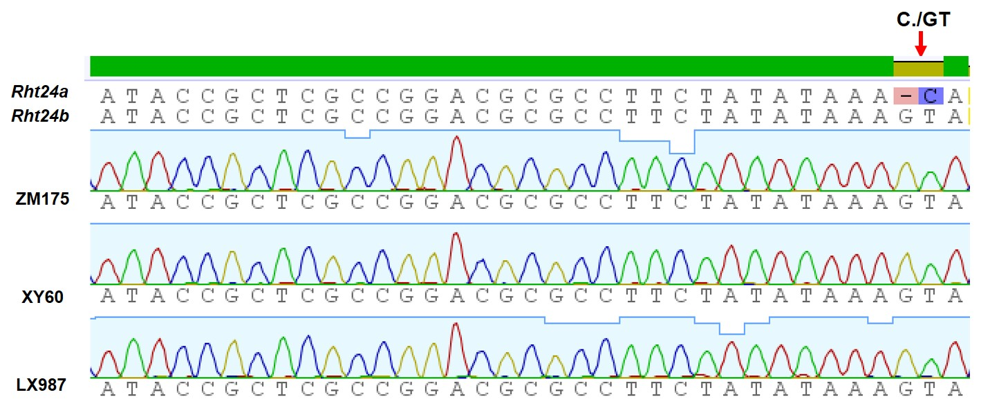 C./GT
Rht24a A T A C C G C T C G C C G G A C G C G C C T T C T A T A T A A A - C A
Rht24b A T A C C G C T C G C C G G A C G C G C C T T C T A T A T A A A G T A
ZM175 A T A C C G C T C G C C G G A C G C G C C T T C T A T A T A A A G T A
XY60 A T A C C G C T C G C C G G A C G C G C C T T C T A T A T A A A G T A
LX987 A T A C C G C T C G C C G G A C G C G C C T T C T A T A T A A A G T A